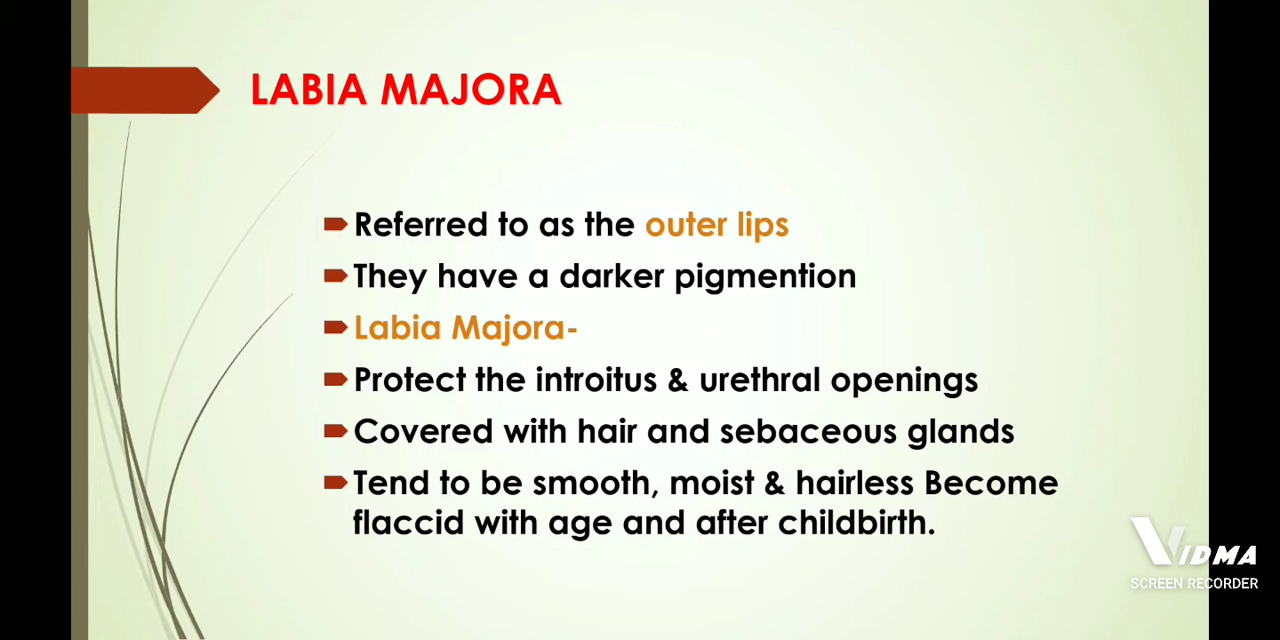 LABIA MAJORA
Referred to as the outer lips
They have a darker pigmention
Labia Majora-
Protect the introitus & urethral openings
Covered with hair and sebaceous glands
Tend to be smooth, moist & hairless Become
flaccid with age and after childbirth.
VIDMA
SCREEN RECORDER